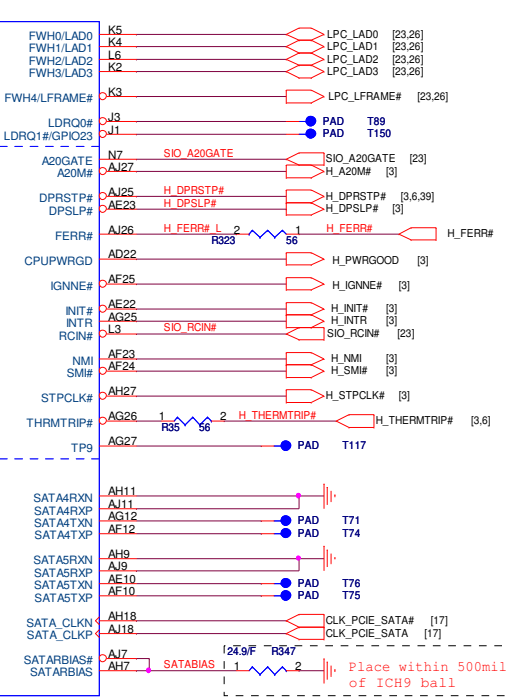 FWH0/LAD0 K5 LPC_LAD0 [23,26]
FWH1/LAD1 K4 LPC_LAD1 [23,26]
FWH2/LAD2 L6 LPC_LAD2 [23,26]
FWH3/LAD3 K2 LPC_LAD3 [23,26]
FWH4/LFRAME# K3 LPC_LFRAME# [23,26]
LDRQ0# J3 PAD T89
LDRQ1#/GPIO23 J1 PAD T150
A20GATE N7 SIO_A20GATE SIO_A20GATE [23]
A20M# AJ27 H_A20M# [3]
DPRSTP# AJ25 H_DPRSTP# H_DPRSTP# [3,6,39]
DPSLP# AE23 H_DPSLP# H_DPSLP# [3]
FERR# AJ26 H_FERR#_L 2 1 H_FERR# H_FERR#
R323 56
CPUPWRGD AD22 H_PWRGOOD [3]
IGNNE# AF25 H_IGNNE# [3]
INIT# AE22 H_INIT# [3]
INTR AG25 H_INTR [3]
RCIN# L3 SIO_RCIN# SIO_RCIN# [23]
NMI AF23 H_NMI [3]
SMI# AF24 H_SMI# [3]
STPCLK# AH27 H_STPCLK# [3]
THRMTRIP# AG26 1 2 H_THERMTRIP# H_THERMTRIP# [3,6]
R35 56
TP9 AG27 PAD T117
SATA4RXN AH11
SATA4RXP AJ11
SATA4TXN AG12 PAD T71
SATA4TXP AF12 PAD T74
SATA5RXN AH9
SATA5RXP AJ9
SATA5TXN AE10 PAD T76
SATA5TXP AF10 PAD T75
SATA_CLKN AH18 CLK_PCIE_SATA# [17]
SATA_CLKP AJ18 CLK_PCIE_SATA [17]
24.9/F R347
SATARBIAS# AJ7
SATARBIAS AH7 SATABIAS 1 2 Place within 500mil
of ICH9 ball